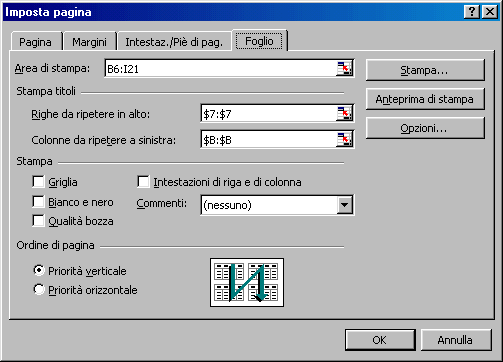 Imposta pagina
Pagina
Margini
Intestaz./Piè di pag.
Foglio
Area di stampa: B6:I21
Stampa...
Stampa titoli
Anteprima di stampa
Righe da ripetere in alto: $7:$7
Opzioni...
Colonne da ripetere a sinistra: $B:$B
Stampa
Griglia
Intestazioni di riga e di colonna
Bianco e nero
Commenti: (nessuno)
Qualità bozza
Ordine di pagina
Priorità verticale
Priorità orizzontale
OK
Annulla